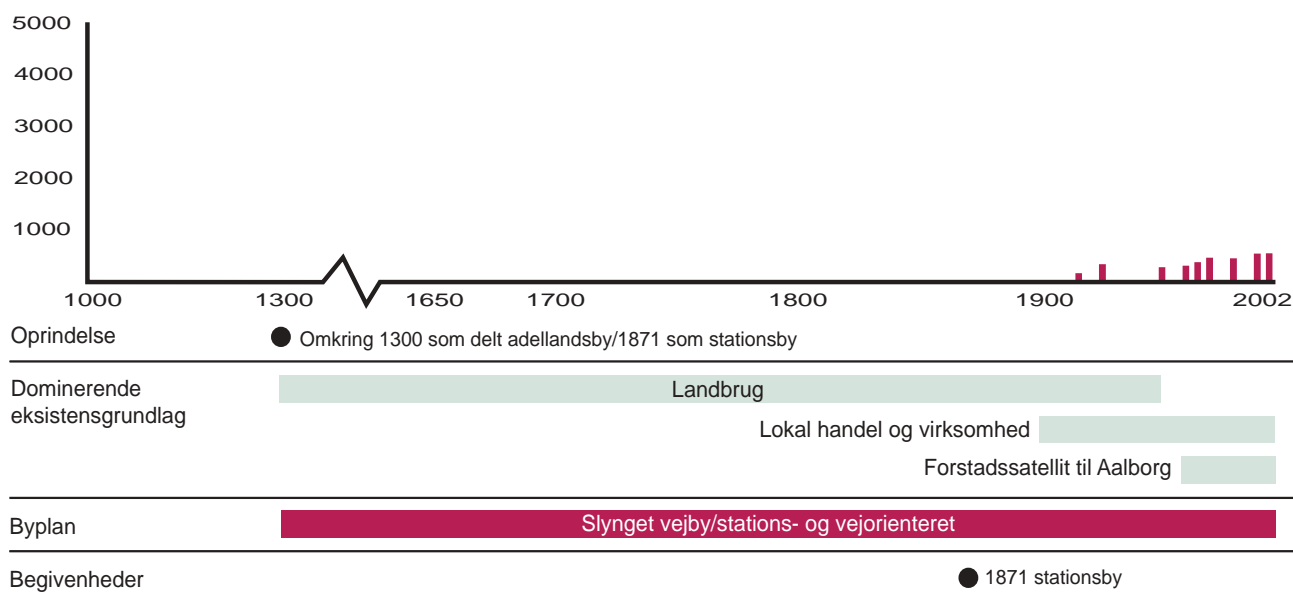 5000
4000
3000
2000
1000
1000 1300 1650 1700 1800 1900 2002
Oprindelse
Omkring 1300 som delt adellandsby/1871 som stationsby
Dominerende
eksistensgrundlag
Landbrug
Lokal handel og virksomhed
Forstadssatellit til Aalborg
Byplan
Slynget vejby/stations- og vejorienteret
Begivenheder
1871 stationsby